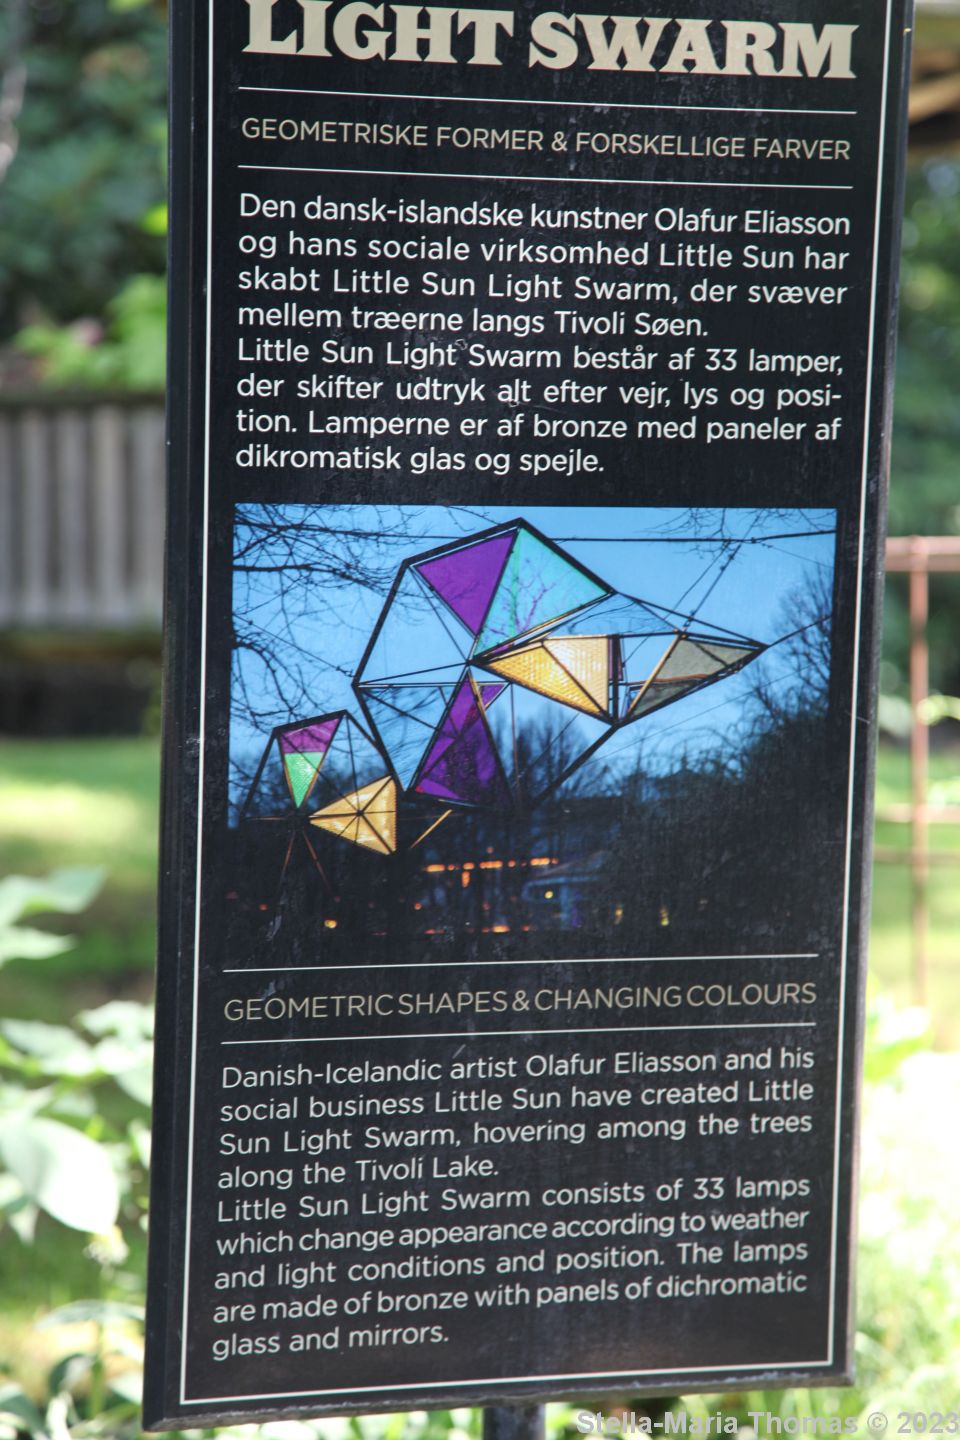 LIGHT SWARM
GEOMETRISKE FORMER & FORSKELLIGE FARVER
Den dansk-islandske kunstner Olafur Eliasson
og hans sociale virksomhed Little Sun har
skabt Little Sun Light Swarm, der svæver
mellem træerne langs Tivoli Søen.
Little Sun Light Swarm består af 33 lamper,
der skifter udtryk alt efter vejr, lys og posi-
tion. Lamperne er af bronze med paneler af
dikromatisk glas og spejle.
GEOMETRIC SHAPES & CHANGING COLOURS
Danish-Icelandic artist Olafur Eliasson and his
social business Little Sun have created Little
Sun Light Swarm, hovering among the trees
along the Tivoli Lake.
Little Sun Light Swarm consists of 33 lamps
which change appearance according to weather
and light conditions and position. The lamps
are made of bronze with panels of dichromatic
glass and mirrors.
Stella-Maria Thomas © 2023